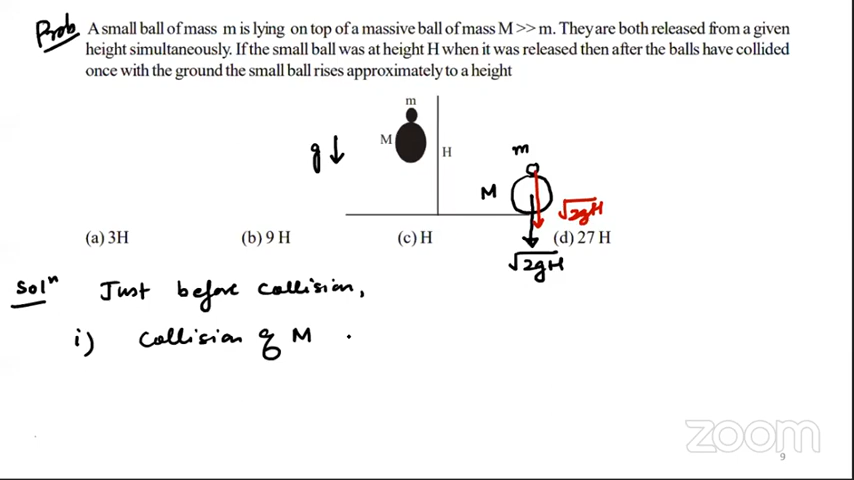 Prob A small ball of mass m is lying on top of a massive ball of mass M >> m. They are both released from a given
height simultaneously. If the small ball was at height H when it was released then after the balls have collided
once with the ground the small ball rises approximately to a height
m
M
H
g ↓
m
M
√2gH
√2gH
(a) 3H (b) 9 H (c) H (d) 27 H
Solⁿ Just before collision,
i) Collision of M
zoom
9